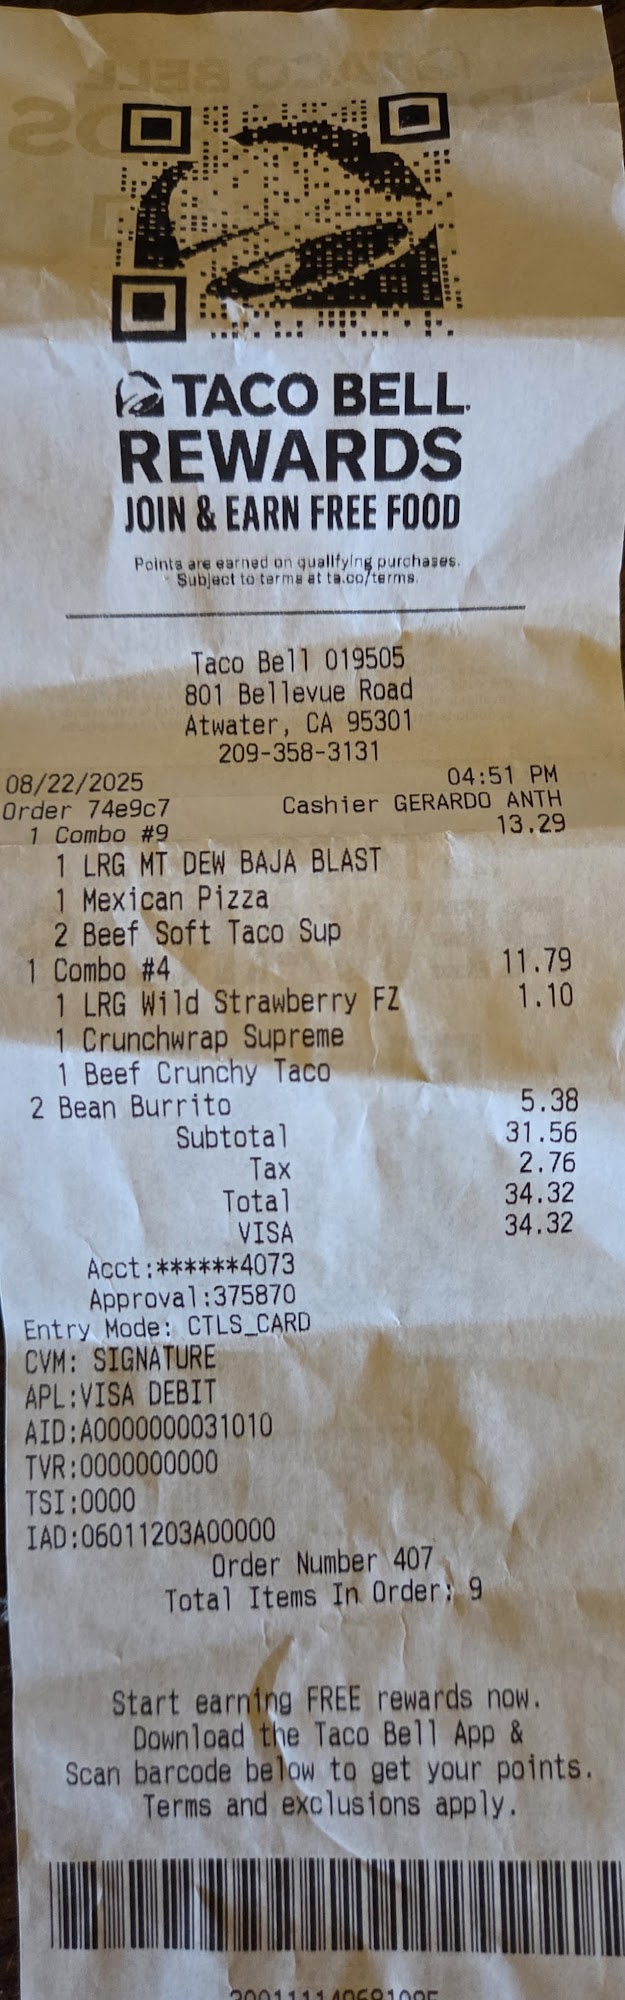 TACO BELL
REWARDS
JOIN & EARN FREE FOOD
Points are earned on qualifying purchases.
Subject to terms at ta.co/terms.
Taco Bell 019505
801 Bellevue Road
Atwater, CA 95301
209-358-3131
08/22/2025 04:51 PM
Order 74e9c7 Cashier GERARDO ANTH
1 Combo #9 13.29
1 LRG MT DEW BAJA BLAST
1 Mexican Pizza
2 Beef Soft Taco Sup
1 Combo #4 11.79
1 LRG Wild Strawberry FZ 1.10
1 Crunchwrap Supreme
1 Beef Crunchy Taco
2 Bean Burrito 5.38
Subtotal 31.56
Tax 2.76
Total 34.32
VISA 34.32
Acct:******4073
Approval:375870
Entry Mode: CTLS_CARD
CVM: SIGNATURE
APL:VISA DEBIT
AID:A0000000031010
TVR:0000000000
TSI:0000
IAD:06011203A00000
Order Number 407
Total Items In Order: 9
Start earning FREE rewards now.
Download the Taco Bell App &
Scan barcode below to get your points.
Terms and exclusions apply.